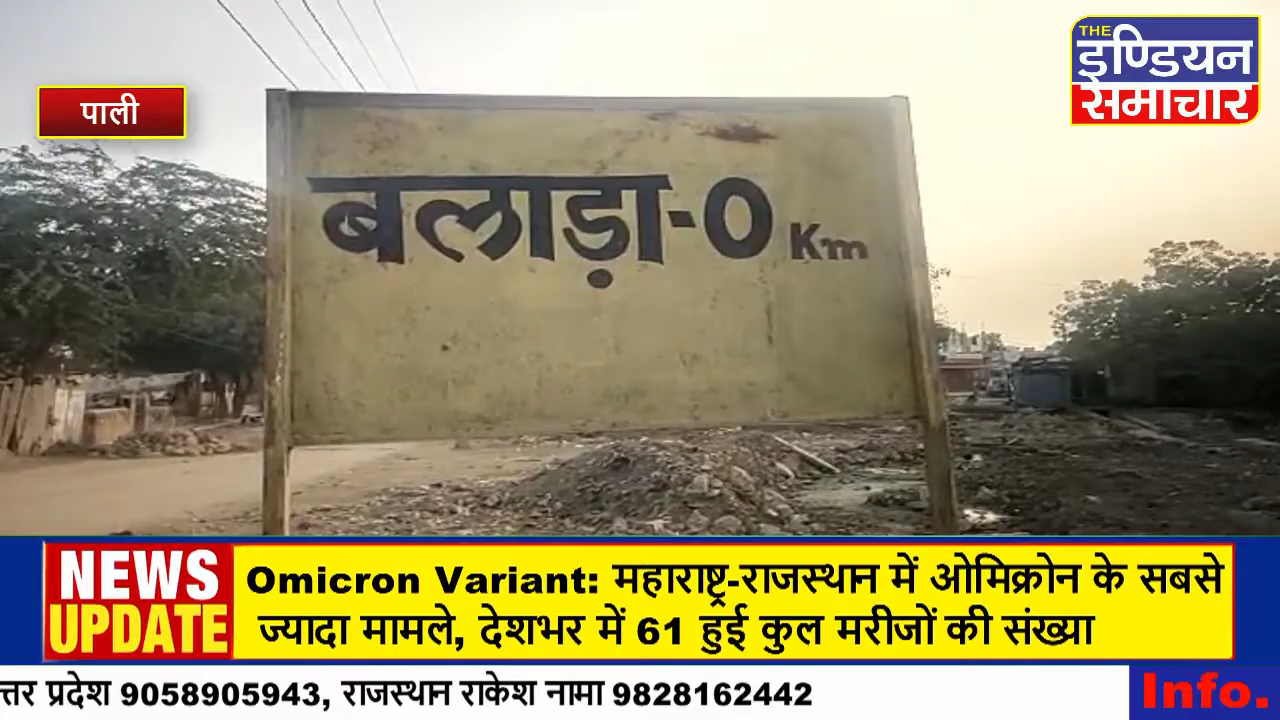 THE
इण्डियन
समाचार
पाली
बलाड़ा-0 Km
NEWS
UPDATE
Omicron Variant: महाराष्ट्र-राजस्थान में ओमिक्रोन के सबसे
ज्यादा मामले, देशभर में 61 हुई कुल मरीजों की संख्या
त्तर प्रदेश 9058905943, राजस्थान राकेश नामा 9828162442
Info.